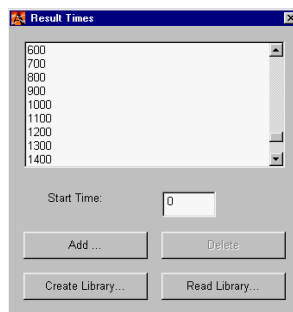 Result Times
600
700
800
900
1000
1100
1200
1300
1400
Start Time: 0
Add ... Delete
Create Library... Read Library...